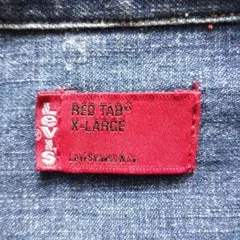 Levi's
®
RED TAB®
X-LARGE
Levi Strauss & Co.